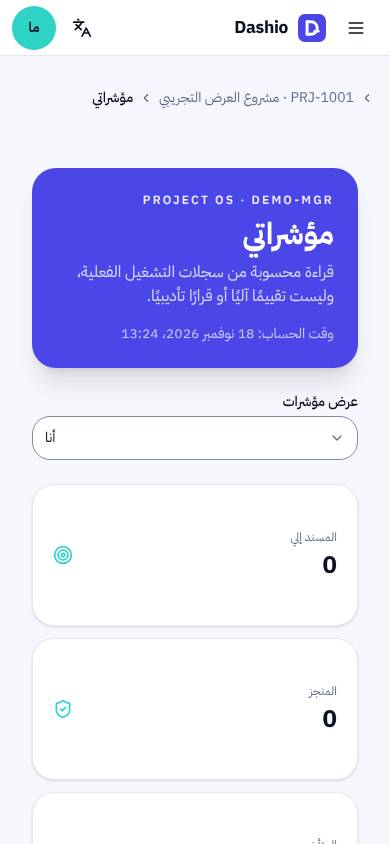 Dashio
ما
PRJ-1001 · مشروع العرض التجريبي
مؤشراتي
PROJECT OS · DEMO-MGR
مؤشراتي
قراءة محسوبة من سجلات التشغيل الفعلية،
وليست تقييمًا آليًا أو قرارًا تأديبيًا.
وقت الحساب: 18 نوفمبر 2026، 13:24
عرض مؤشرات
أنا
المسند إلي
0
المنجز
0